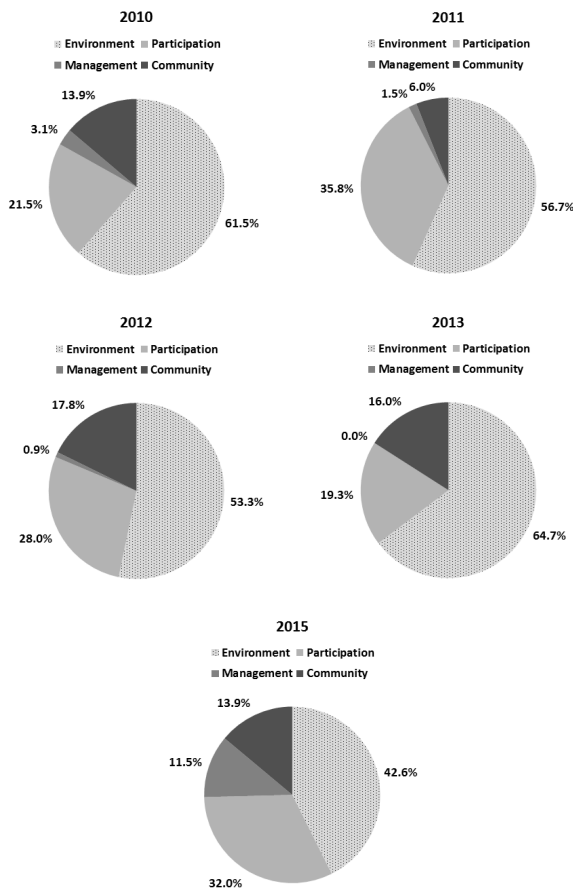 2010
Environment Participation
Management Community
13.9%
3.1%
21.5%
61.5%
2011
Environment Participation
Management Community
1.5% 6.0%
35.8%
56.7%
2012
Environment Participation
Management Community
17.8%
0.9%
53.3%
28.0%
2013
Environment Participation
Management Community
16.0%
0.0%
19.3%
64.7%
2015
Environment Participation
Management Community
13.9%
11.5%
42.6%
32.0%